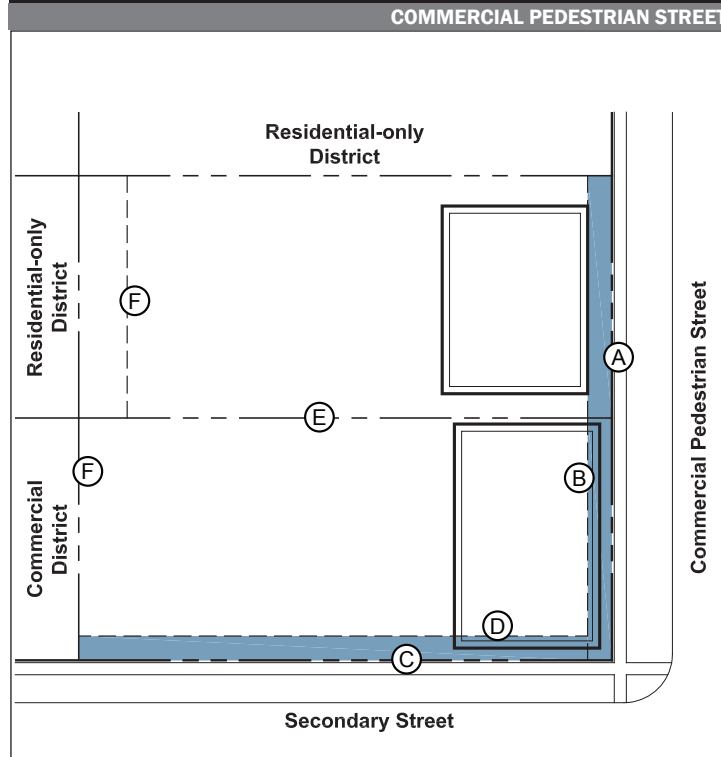 COMMERCIAL PEDESTRIAN STREET
Residential-only
District
Residential-only
District
F
A
Commercial Pedestrian Street
E
F
B
Commercial
District
D
C
Secondary Street